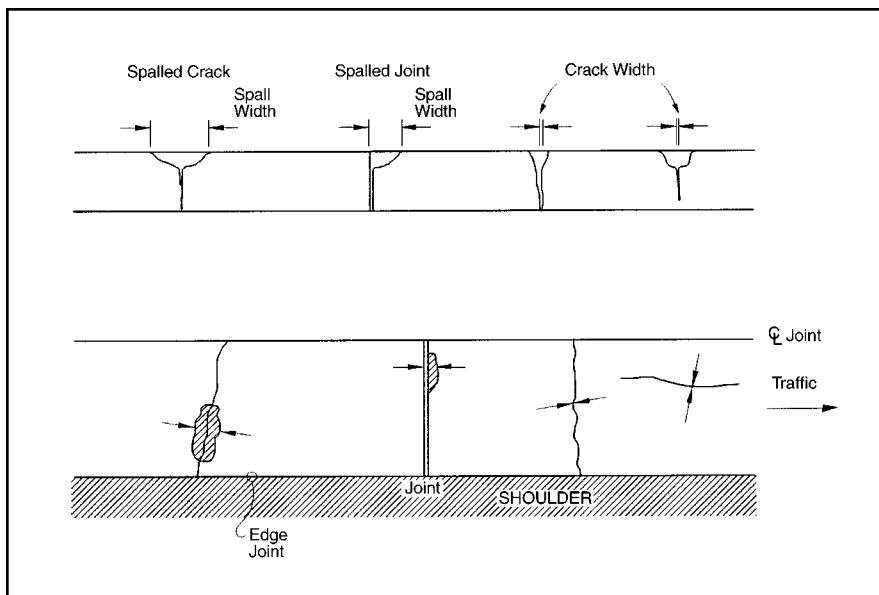 Spalled Crack
Spalled Joint
Crack Width
Spall
Width
Spall
Width
℄ Joint
Traffic
Joint
SHOULDER
Edge
Joint